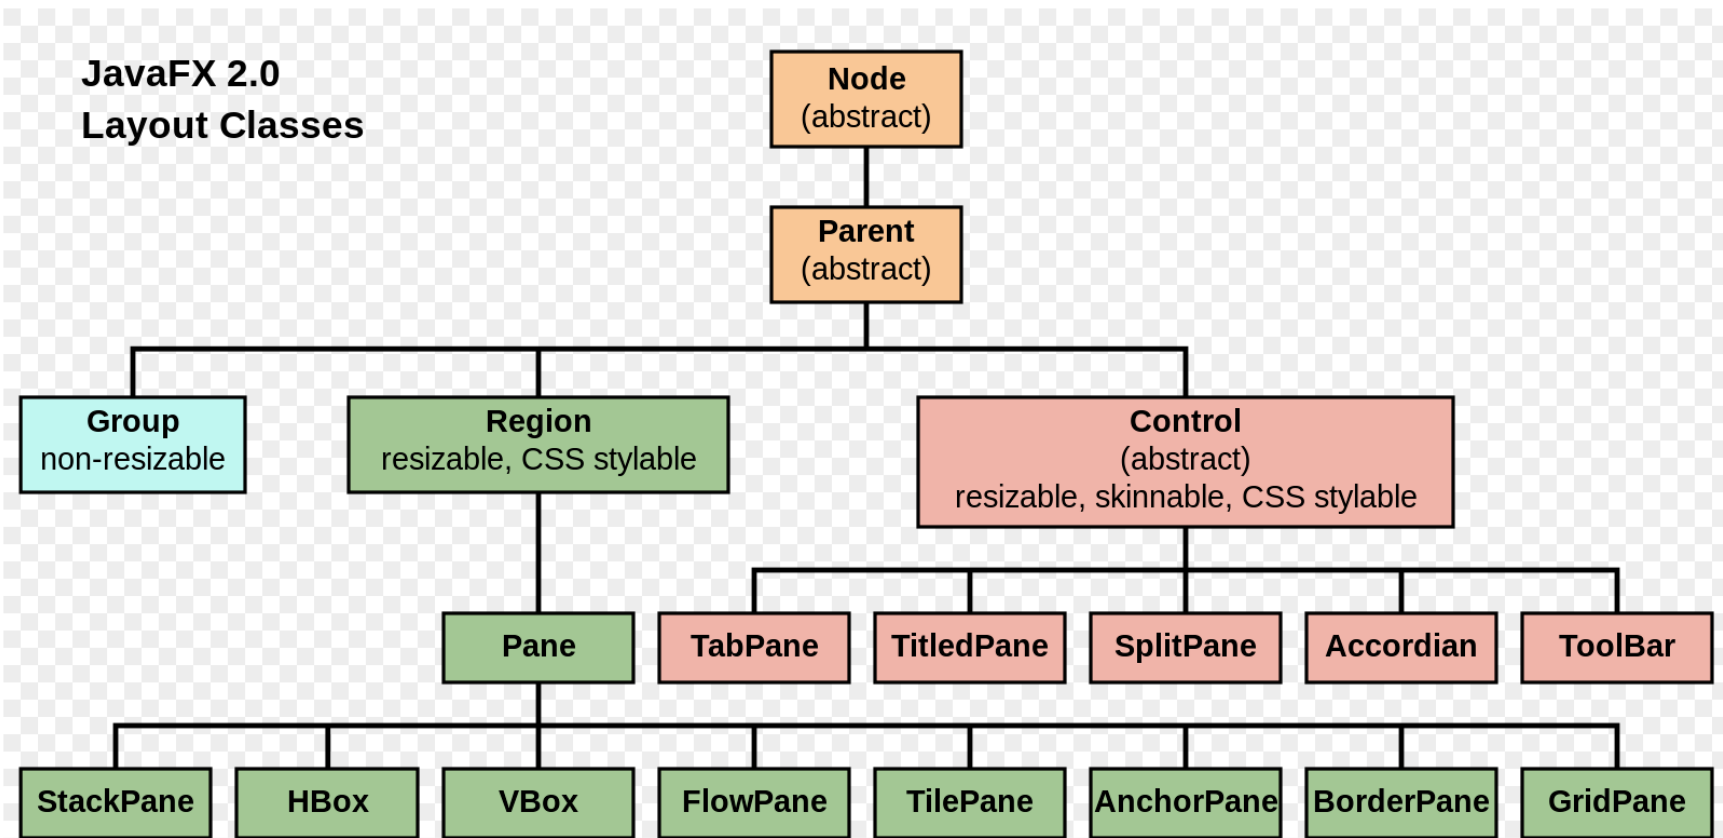 JavaFX 2.0
Layout Classes
Node
(abstract)
Parent
(abstract)
Group
non-resizable
Region
resizable, CSS stylable
Control
(abstract)
resizable, skinnable, CSS stylable
Pane
TabPane
TitledPane
SplitPane
Accordian
ToolBar
StackPane
HBox
VBox
FlowPane
TilePane
AnchorPane
BorderPane
GridPane